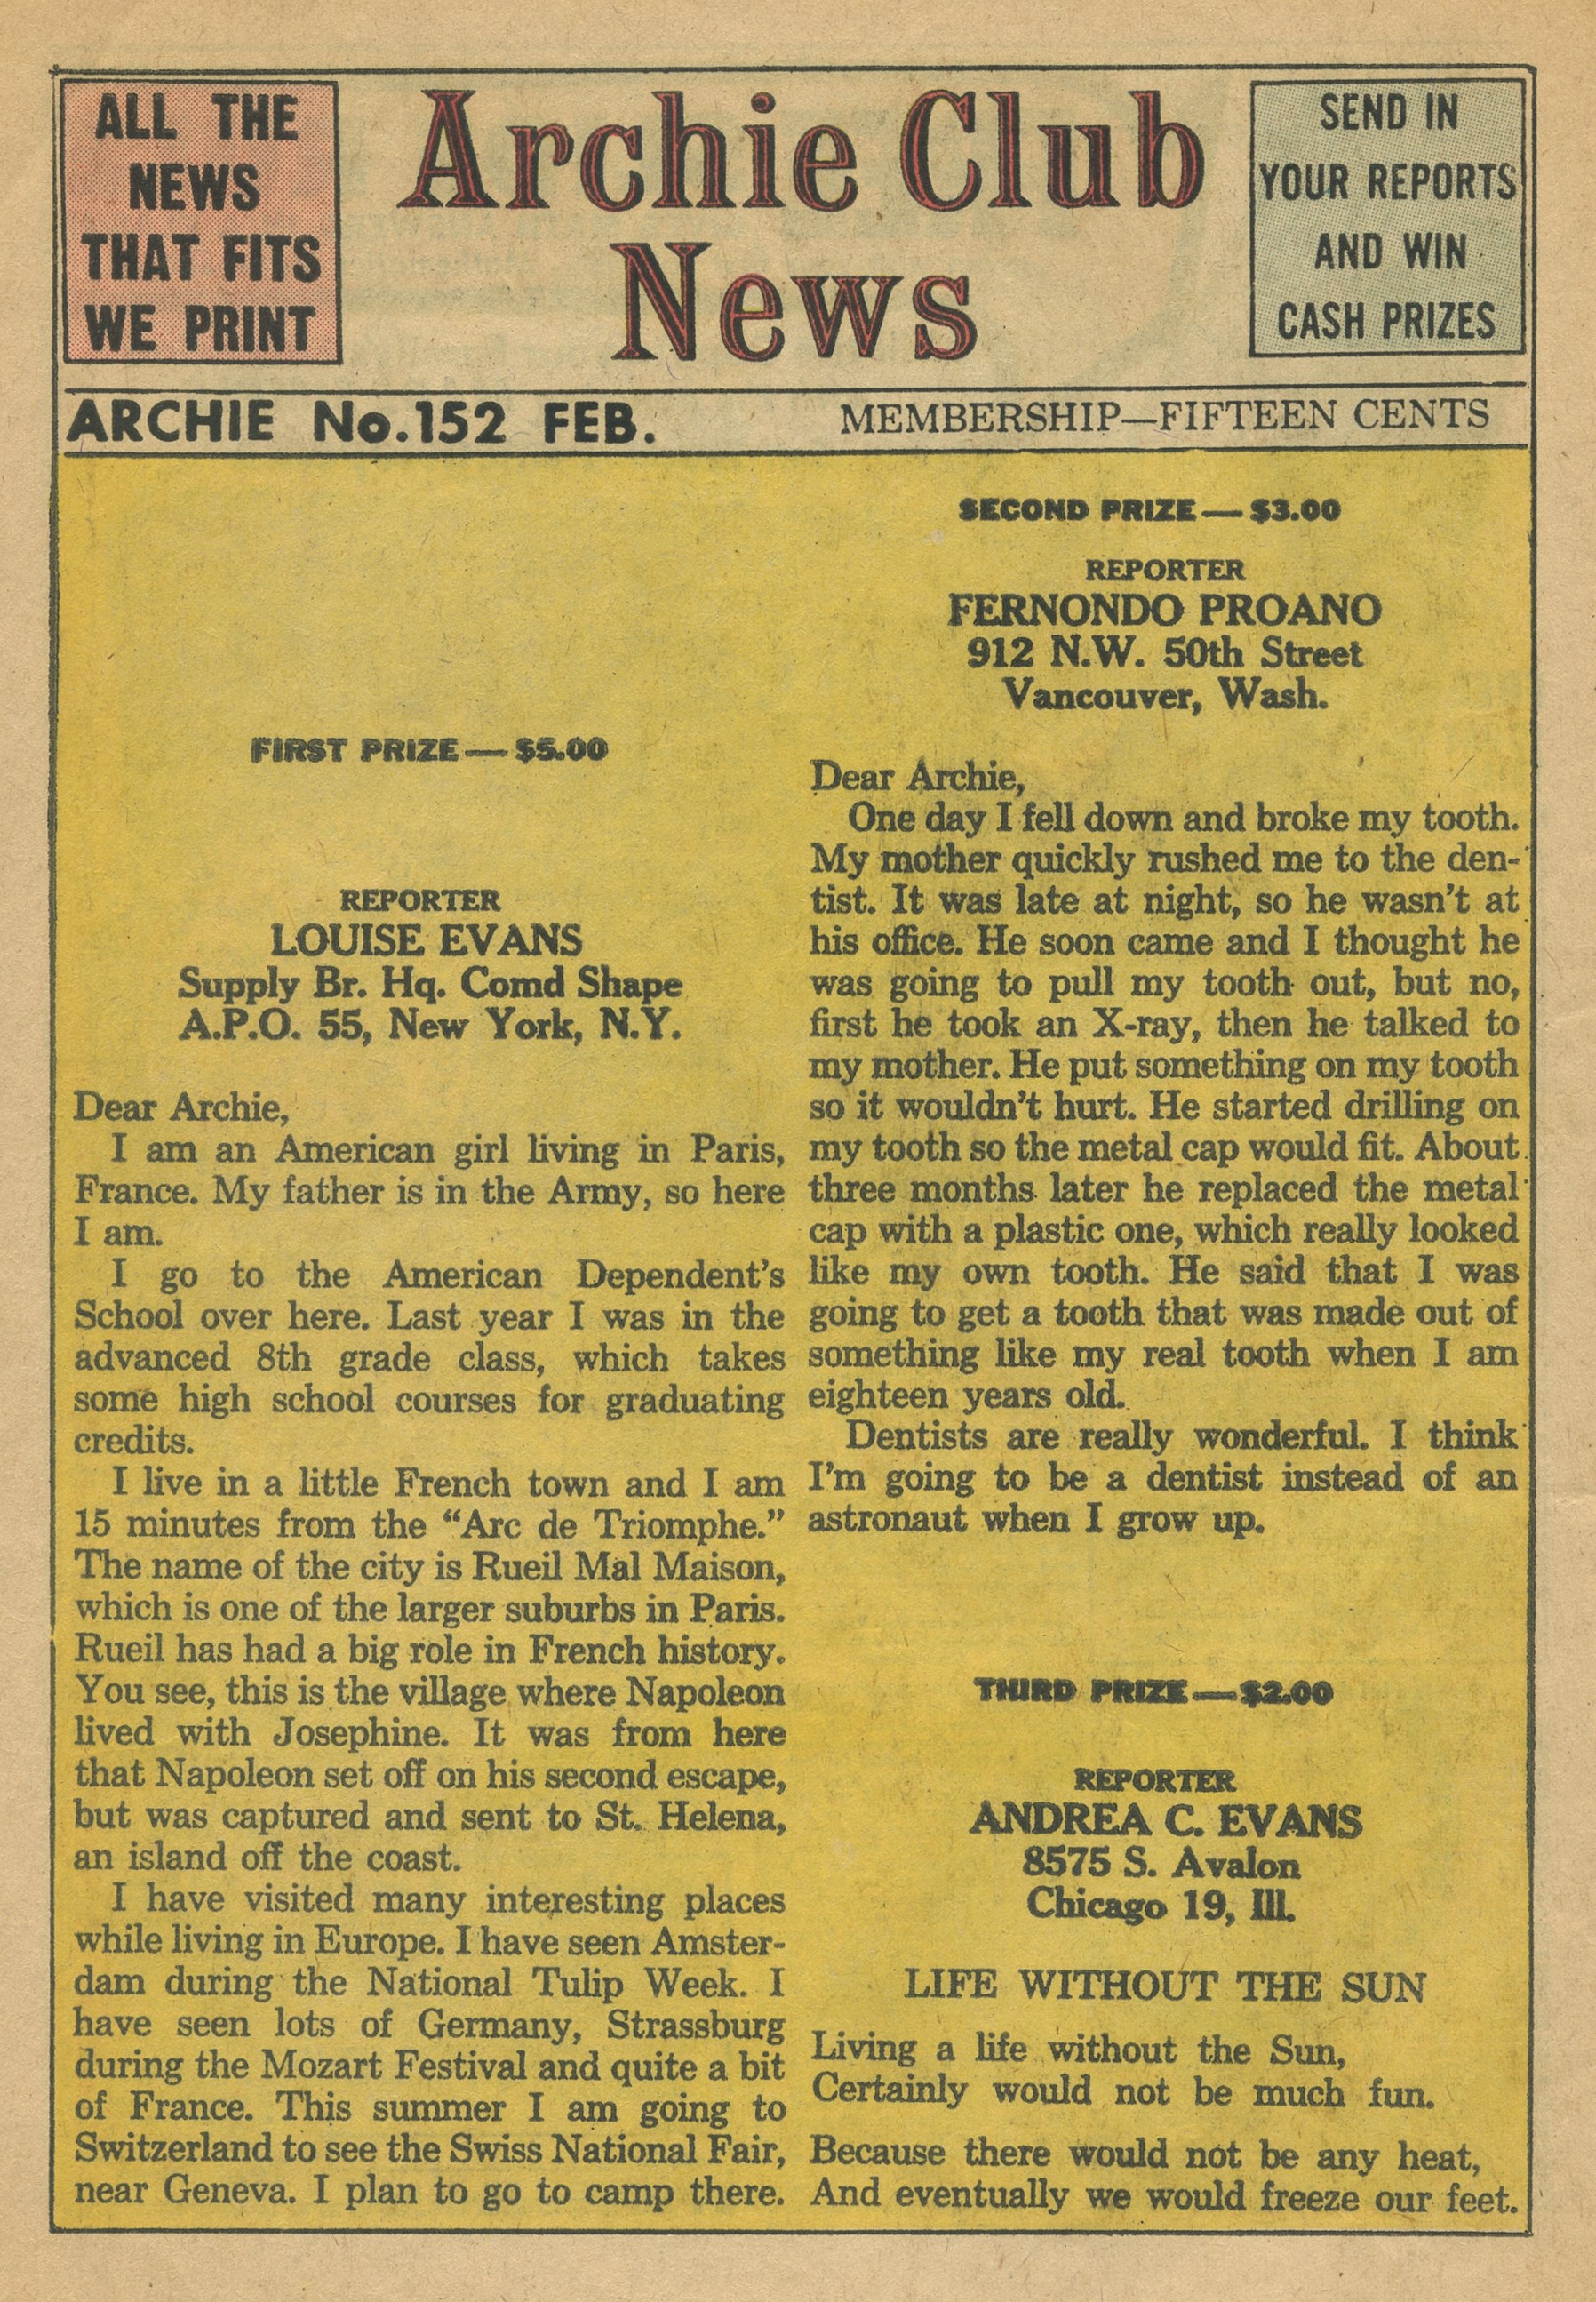 ALL THE
NEWS
THAT FITS
WE PRINT
Archie Club
News
SEND IN
YOUR REPORTS
AND WIN
CASH PRIZES
ARCHIE No.152 FEB.
MEMBERSHIP—FIFTEEN CENTS
FIRST PRIZE—$5.00
REPORTER
LOUISE EVANS
Supply Br. Hq. Comd Shape
A.P.O. 55, New York, N.Y.
Dear Archie,
I am an American girl living in Paris,
France. My father is in the Army, so here
I am.
I go to the American Dependent's
School over here. Last year I was in the
advanced 8th grade class, which takes
some high school courses for graduating
credits.
I live in a little French town and I am
15 minutes from the “Arc de Triomphe.”
The name of the city is Rueil Mal Maison,
which is one of the larger suburbs in Paris.
Rueil has had a big role in French history.
You see, this is the village where Napoleon
lived with Josephine. It was from here
that Napoleon set off on his second escape,
but was captured and sent to St. Helena,
an island off the coast.
I have visited many interesting places
while living in Europe. I have seen Amster-
dam during the National Tulip Week. I
have seen lots of Germany, Strassburg
during the Mozart Festival and quite a bit
of France. This summer I am going to
Switzerland to see the Swiss National Fair,
near Geneva. I plan to go to camp there.
SECOND PRIZE—$3.00
REPORTER
FERNONDO PROANO
912 N.W. 50th Street
Vancouver, Wash.
Dear Archie,
One day I fell down and broke my tooth.
My mother quickly rushed me to the den-
tist. It was late at night, so he wasn't at
his office. He soon came and I thought he
was going to pull my tooth out, but no,
first he took an X-ray, then he talked to
my mother. He put something on my tooth
so it wouldn't hurt. He started drilling on
my tooth so the metal cap would fit. About
three months later he replaced the metal
cap with a plastic one, which really looked
like my own tooth. He said that I was
going to get a tooth that was made out of
something like my real tooth when I am
eighteen years old.
Dentists are really wonderful. I think
I'm going to be a dentist instead of an
astronaut when I grow up.
THIRD PRIZE—$2.00
REPORTER
ANDREA C. EVANS
8575 S. Avalon
Chicago 19, Ill.
LIFE WITHOUT THE SUN
Living a life without the Sun,
Certainly would not be much fun.
Because there would not be any heat,
And eventually we would freeze our feet.